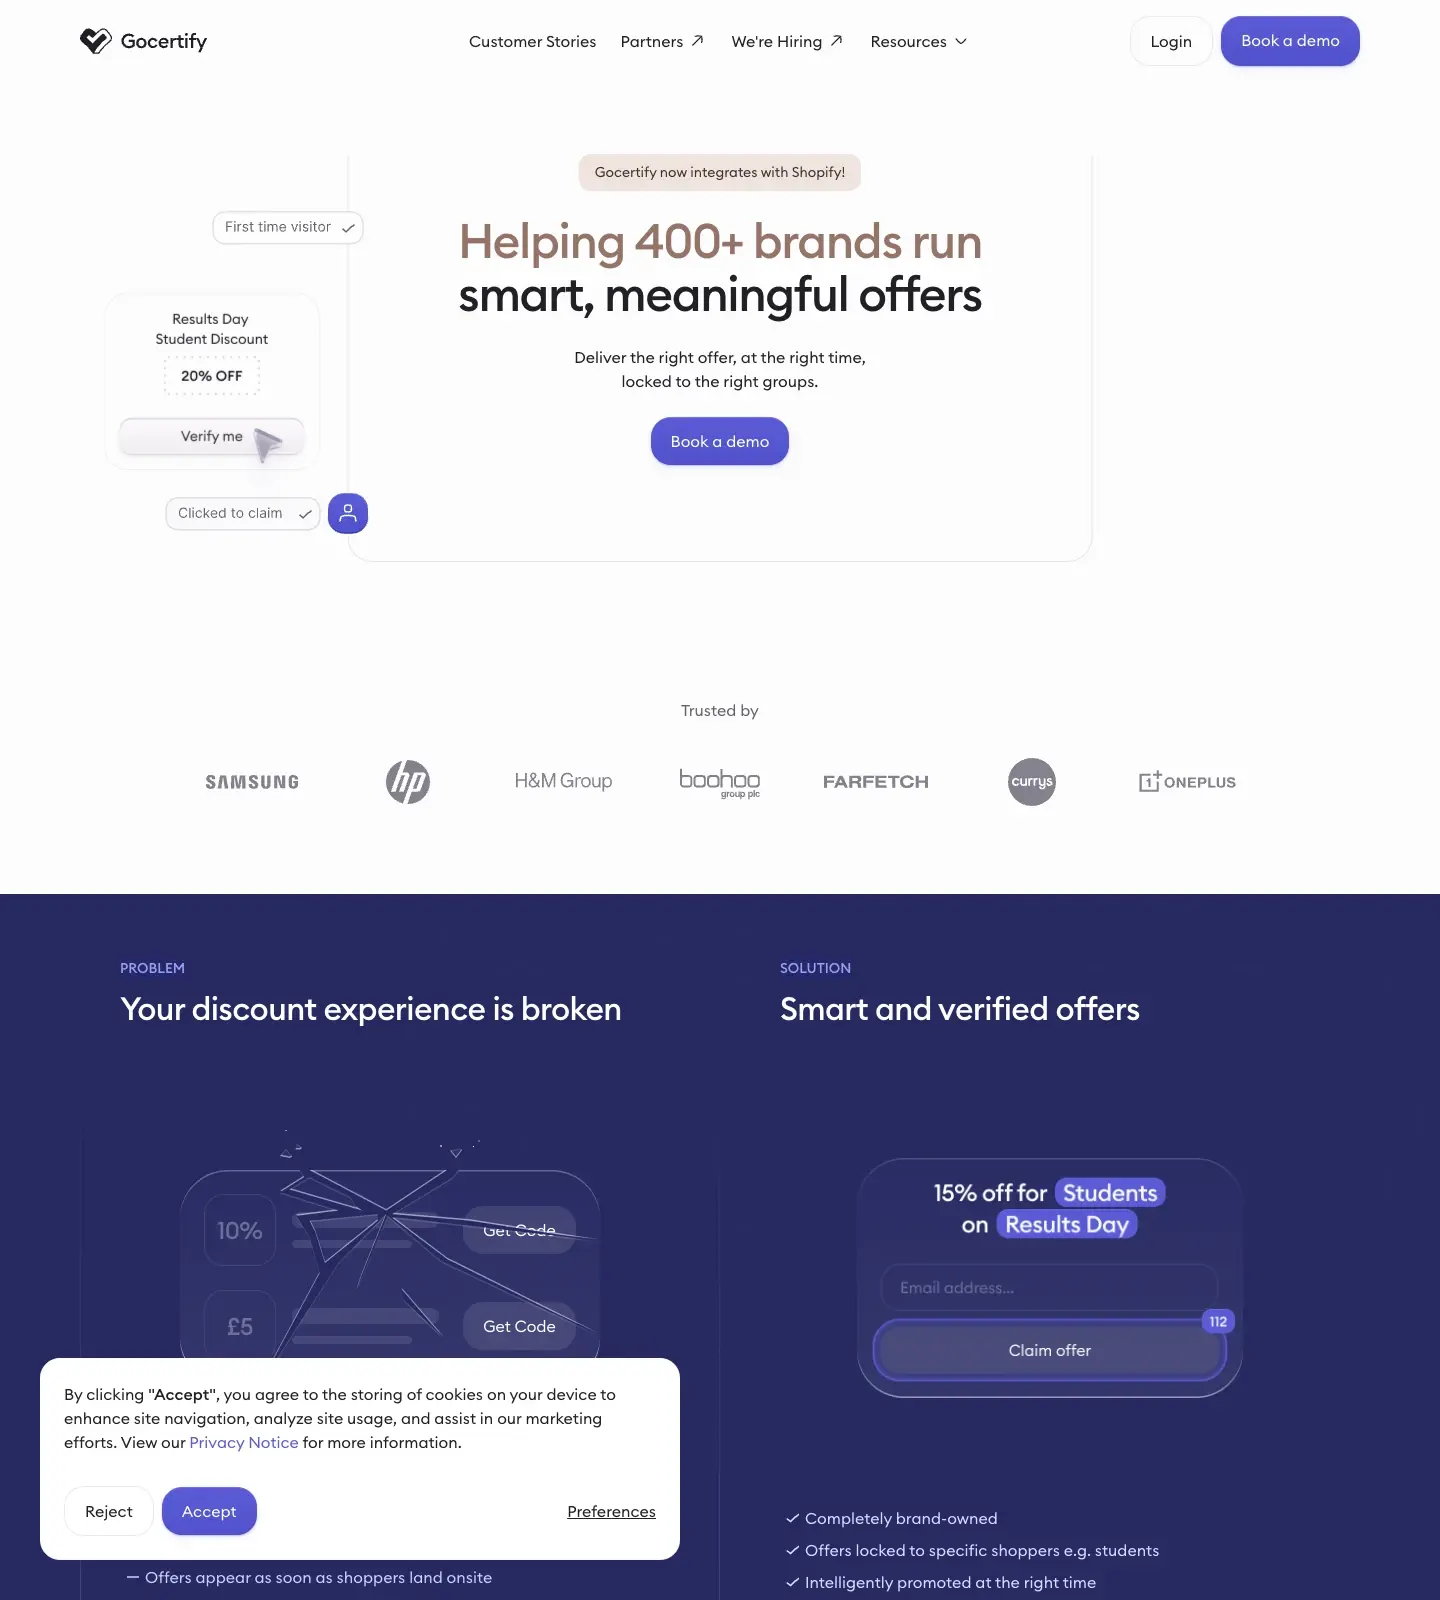 Gocertify
Customer Stories
Partners
We're Hiring
Resources
Login
Book a demo
Gocertify now integrates with Shopify!
Helping 400+ brands run
smart, meaningful offers
Deliver the right offer, at the right time,
locked to the right groups.
Book a demo
First time visitor
Results Day
Student Discount
20% OFF
Verify me
Clicked to claim
Trusted by
SAMSUNG
hp
H&M Group
boohoo
group plc
FARFETCH
currys
1+ ONEPLUS
PROBLEM
Your discount experience is broken
10%
Get Code
£5
Get Code
SOLUTION
Smart and verified offers
15% off for Students
on Results Day
Email address...
112
Claim offer
By clicking "Accept", you agree to the storing of cookies on your device to
enhance site navigation, analyze site usage, and assist in our marketing
efforts. View our Privacy Notice for more information.
Reject
Accept
Preferences
— Offers appear as soon as shoppers land onsite
Completely brand-owned
Offers locked to specific shoppers e.g. students
Intelligently promoted at the right time